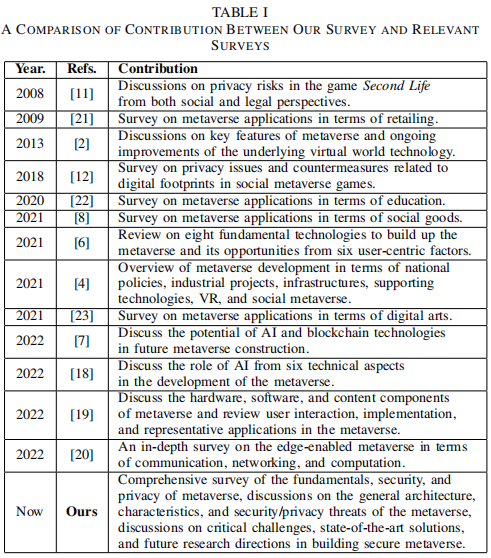 TABLE I
A COMPARISON OF CONTRIBUTION BETWEEN OUR SURVEY AND RELEVANT
SURVEYS
Year. Refs. Contribution
2008 [11] Discussions on privacy risks in the game Second Life
from both social and legal perspectives.
2009 [21] Survey on metaverse applications in terms of retailing.
2013 [2] Discussions on key features of metaverse and ongoing
improvements of the underlying virtual world technology.
2018 [12] Survey on privacy issues and countermeasures related to
digital footprints in social metaverse games.
2020 [22] Survey on metaverse applications in terms of education.
2021 [8] Survey on metaverse applications in terms of social goods.
2021 [6] Review on eight fundamental technologies to build up the
metaverse and its opportunities from six user-centric factors.
2021 [4] Overview of metaverse development in terms of national
policies, industrial projects, infrastructures, supporting
technologies, VR, and social metaverse.
2021 [23] Survey on metaverse applications in terms of digital arts.
2022 [7] Discuss the potential of AI and blockchain technologies
in future metaverse construction.
2022 [18] Discuss the role of AI from six technical aspects
in the development of the metaverse.
2022 [19] Discuss the hardware, software, and content components
of metaverse and review user interaction, implementation,
and representative applications in the metaverse.
2022 [20] An in-depth survey on the edge-enabled metaverse in terms
of communication, networking, and computation.
Now Ours Comprehensive survey of the fundamentals, security, and
privacy of metaverse, discussions on the general architecture,
characteristics, and security/privacy threats of the metaverse,
discussions on critical challenges, state-of-the-art solutions,
and future research directions in building secure metaverse.